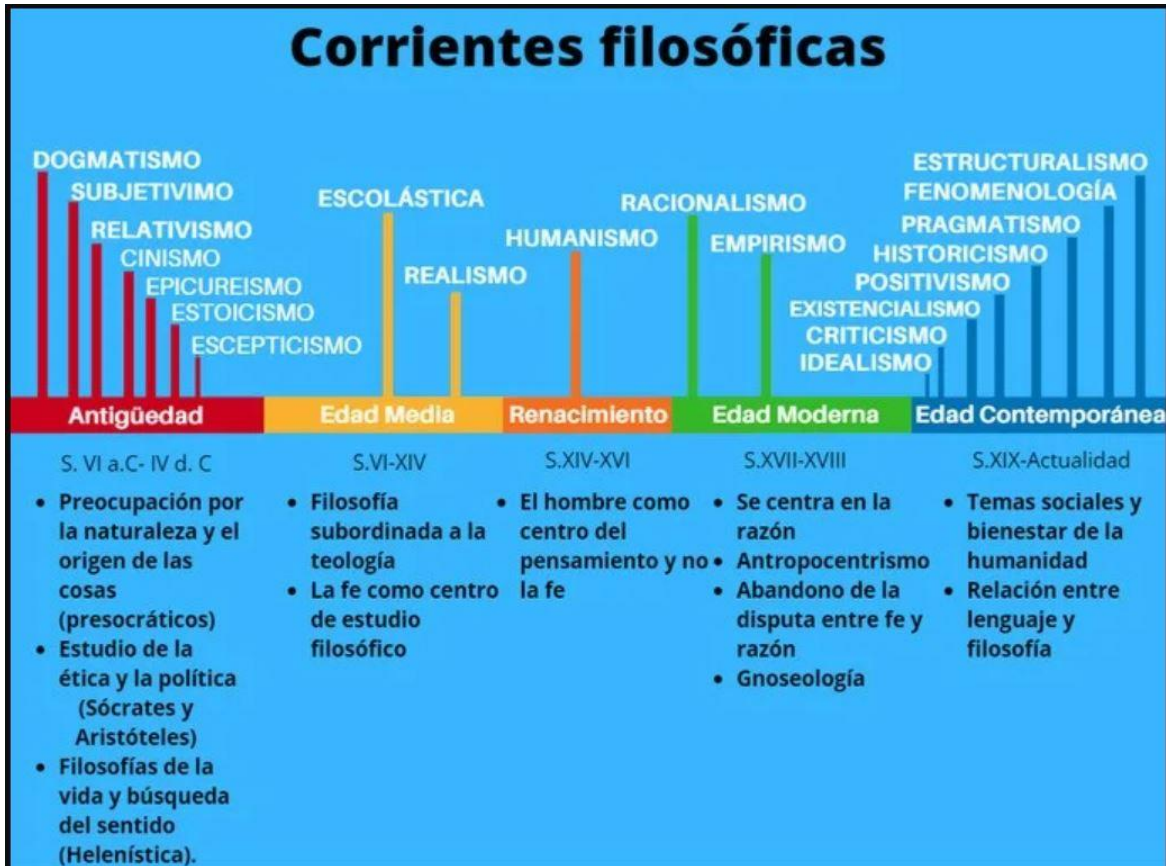 Corrientes filosóficas
DOGMATISMO
SUBJETIVIMO
RELATIVISMO
CINISMO
EPICUREISMO
ESTOICISMO
ESCEPTICISMO
ESCOLÁSTICA
REALISMO
HUMANISMO
RACIONALISMO
EMPIRISMO
ESTRUCTURALISMO
FENOMENOLOGÍA
PRAGMATISMO
HISTORICISMO
POSITIVISMO
EXISTENCIALISMO
CRITICISMO
IDEALISMO
Antigüedad
Edad Media
Renacimiento
Edad Moderna
Edad Contemporánea
S. VI a.C- IV d. C
• Preocupación por
la naturaleza y el
origen de las
cosas
(presocráticos)
• Estudio de la
ética y la política
(Sócrates y
Aristóteles)
• Filosofías de la
vida y búsqueda
del sentido
(Helenística).
S.VI-XIV
• Filosofía
subordinada a la
teología
• La fe como centro
de estudio
filosófico
S.XIV-XVI
• El hombre como
centro del
pensamiento y no
la fe
S.XVII-XVIII
• Se centra en la
razón
• Antropocentrismo
• Abandono de la
disputa entre fe y
razón
• Gnoseología
S.XIX-Actualidad
• Temas sociales y
bienestar de la
humanidad
• Relación entre
lenguaje y
filosofía